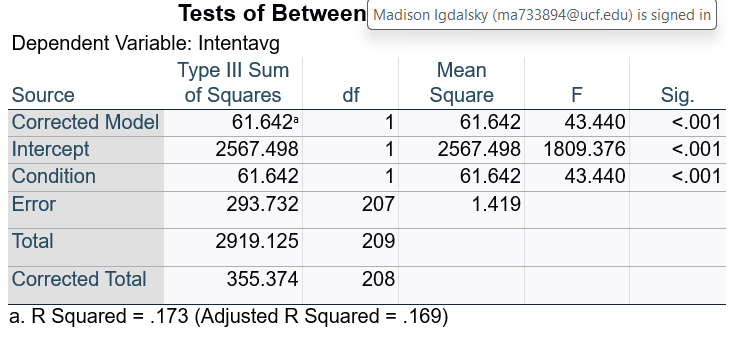 Tests of Between
Madison Igdalsky (ma733894@ucf.edu) is signed in
Dependent Variable: Intentavg
Source Type III Sum of Squares df Mean Square F Sig.
Corrected Model 61.642a 1 61.642 43.440 <.001
Intercept 2567.498 1 2567.498 1809.376 <.001
Condition 61.642 1 61.642 43.440 <.001
Error 293.732 207 1.419
Total 2919.125 209
Corrected Total 355.374 208
a. R Squared = .173 (Adjusted R Squared = .169)